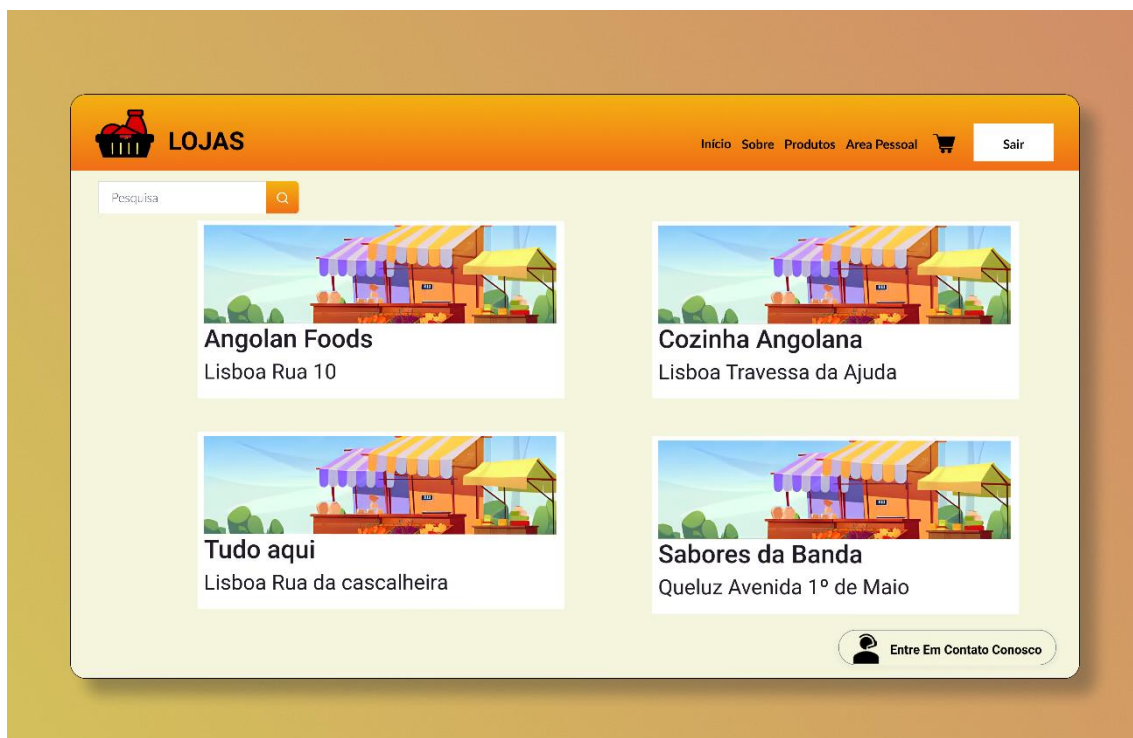 LOJAS
Início Sobre Produtos Area Pessoal Sair
Pesquisa
Angolan Foods
Lisboa Rua 10
Cozinha Angolana
Lisboa Travessa da Ajuda
Tudo aqui
Lisboa Rua da cascalheira
Sabores da Banda
Queluz Avenida 1º de Maio
Entre Em Contato Conosco